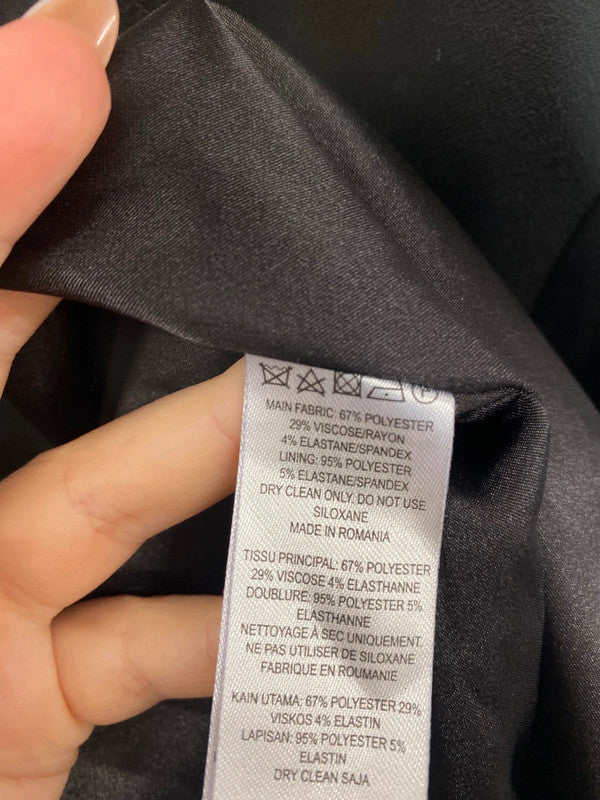 MAIN FABRIC: 67% POLYESTER
29% VISCOSE/RAYON
4% ELASTANE/SPANDEX
LINING: 95% POLYESTER
5% ELASTANE/SPANDEX
DRY CLEAN ONLY. DO NOT USE
SILOXANE
MADE IN ROMANIA
TISSU PRINCIPAL: 67% POLYESTER
29% VISCOSE 4% ELASTHANNE
DOUBLURE: 95% POLYESTER 5%
ELASTHANNE
NETTOYAGE À SEC UNIQUEMENT.
NE PAS UTILISER DE SILOXANE
FABRIQUE EN ROUMANIE
KAIN UTAMA: 67% POLYESTER 29%
VISKOS 4% ELASTIN
LAPISAN: 95% POLYESTER 5%
ELASTIN
DRY CLEAN SAJA